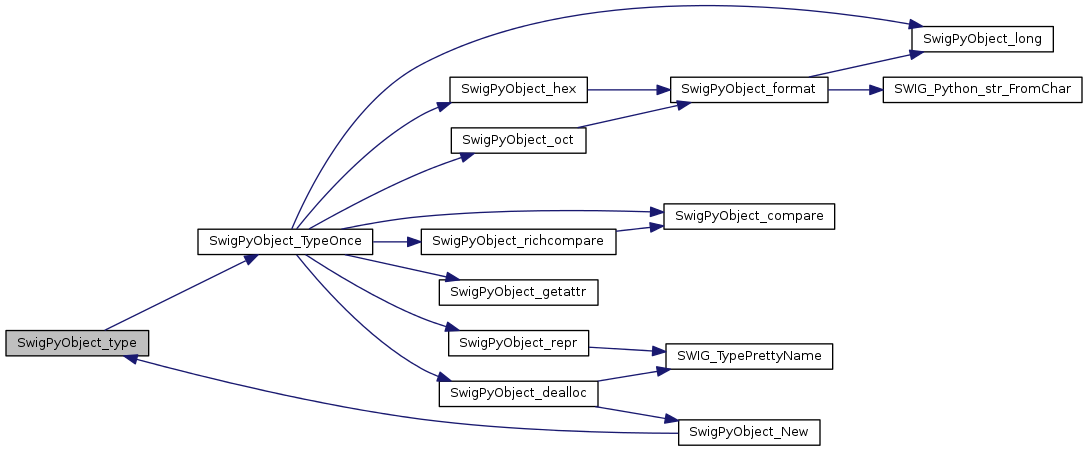 SwigPyObject_long
SwigPyObject_hex
SwigPyObject_format
SWIG_Python_str_FromChar
SwigPyObject_oct
SwigPyObject_compare
SwigPyObject_TypeOnce
SwigPyObject_richcompare
SwigPyObject_getattr
SwigPyObject_type
SwigPyObject_repr
SWIG_TypePrettyName
SwigPyObject_dealloc
SwigPyObject_New